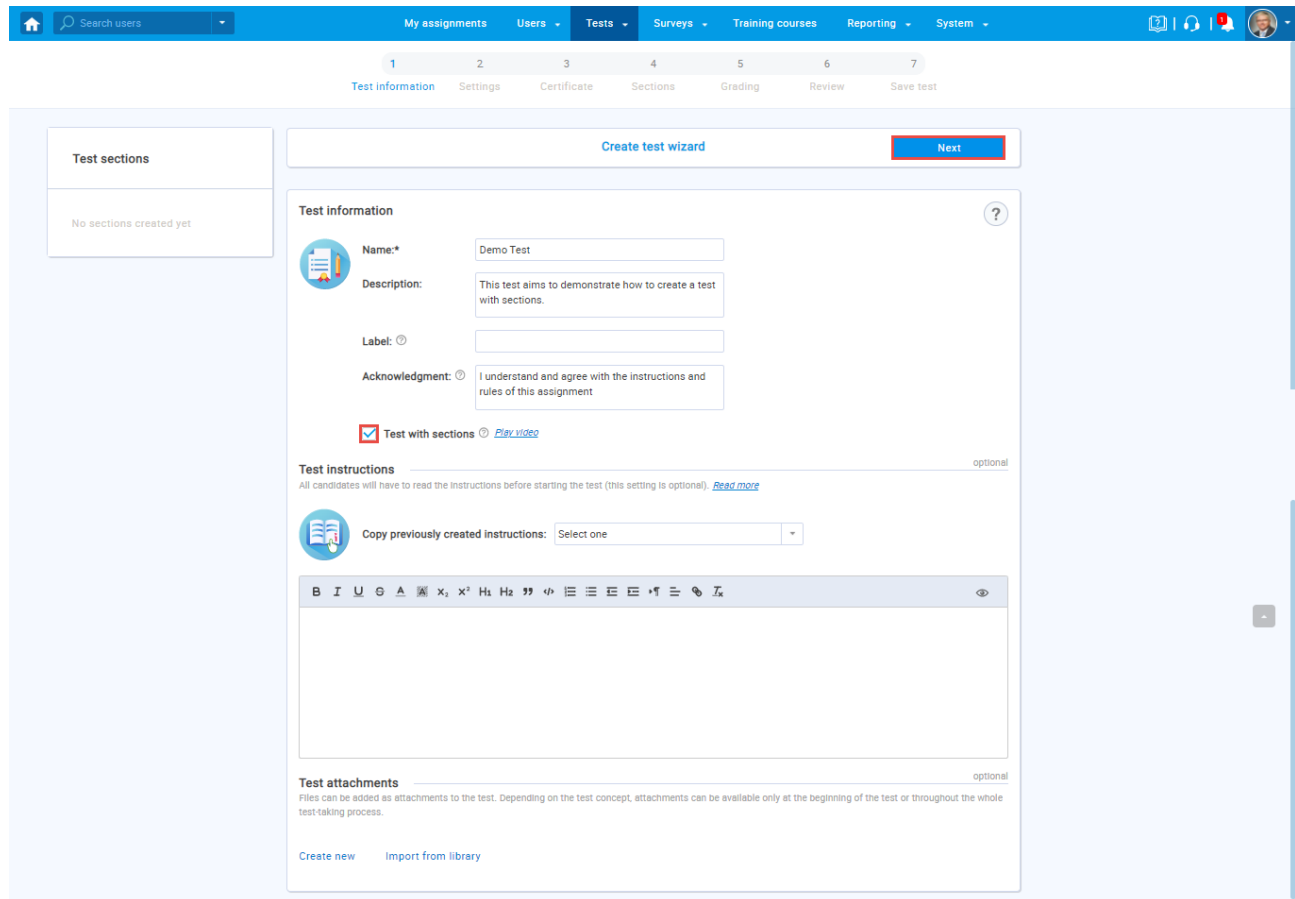 Search users
My assignments Users Tests Surveys Training courses Reporting System
1
1 2 3 4 5 6 7
Test information Settings Certificate Sections Grading Review Save test
Test sections
No sections created yet
Create test wizard
Next
Test information
?
Name:*
Demo Test
Description:
This test aims to demonstrate how to create a test
with sections.
Label: ?
Acknowledgment: ?
I understand and agree with the instructions and
rules of this assignment
Test with sections ? Play video
Test instructions
optional
All candidates will have to read the instructions before starting the test (this setting is optional). Read more
Copy previously created instructions: Select one
B I U S A A x₂ x² H1 H2 ” </> ¶ Tx
Test attachments
optional
Files can be added as attachments to the test. Depending on the test concept, attachments can be available only at the beginning of the test or throughout the whole
test-taking process.
Create new Import from library